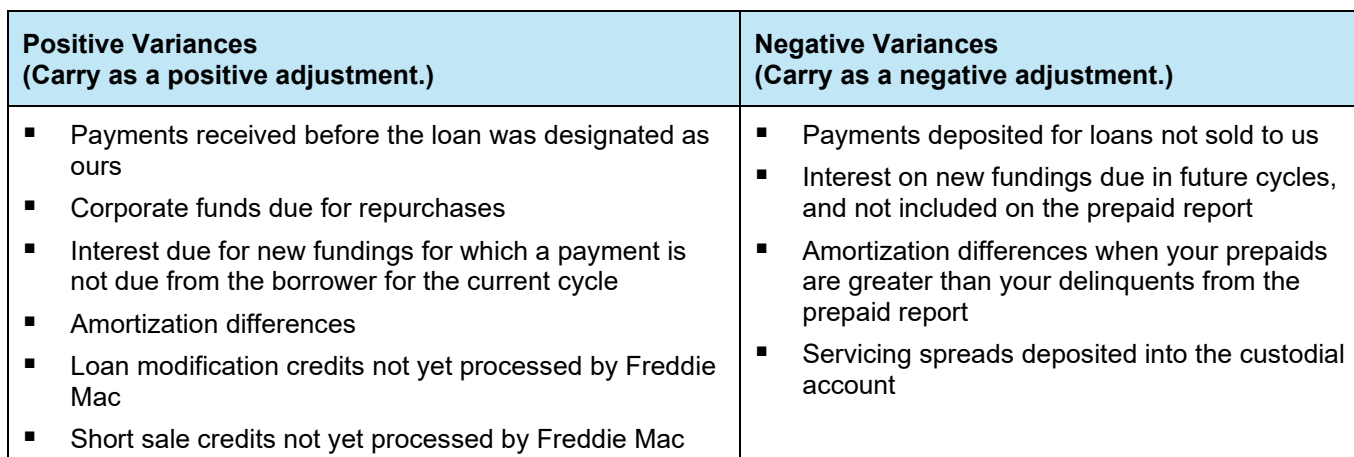 Positive Variances
(Carry as a positive adjustment.)
▪ Payments received before the loan was designated as
ours
▪ Corporate funds due for repurchases
▪ Interest due for new fundings for which a payment is
not due from the borrower for the current cycle
▪ Amortization differences
▪ Loan modification credits not yet processed by Freddie
Mac
▪ Short sale credits not yet processed by Freddie Mac
Negative Variances
(Carry as a negative adjustment.)
▪ Payments deposited for loans not sold to us
▪ Interest on new fundings due in future cycles,
and not included on the prepaid report
▪ Amortization differences when your prepaids
are greater than your delinquents from the
prepaid report
▪ Servicing spreads deposited into the custodial
account